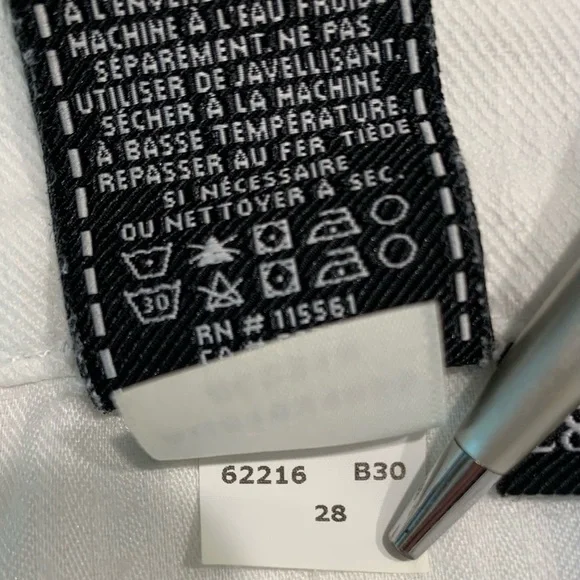 À L'ENVERS
MACHINE À L'EAU FROIDE
SÉPARÉMENT. NE PAS
UTILISER DE JAVELLISANT.
SÉCHER À LA MACHINE
À BASSE TEMPÉRATURE.
REPASSER AU FER TIÈDE
SI NÉCESSAIRE
OU NETTOYER À SEC.
30
RN # 115561
62216 B30
28